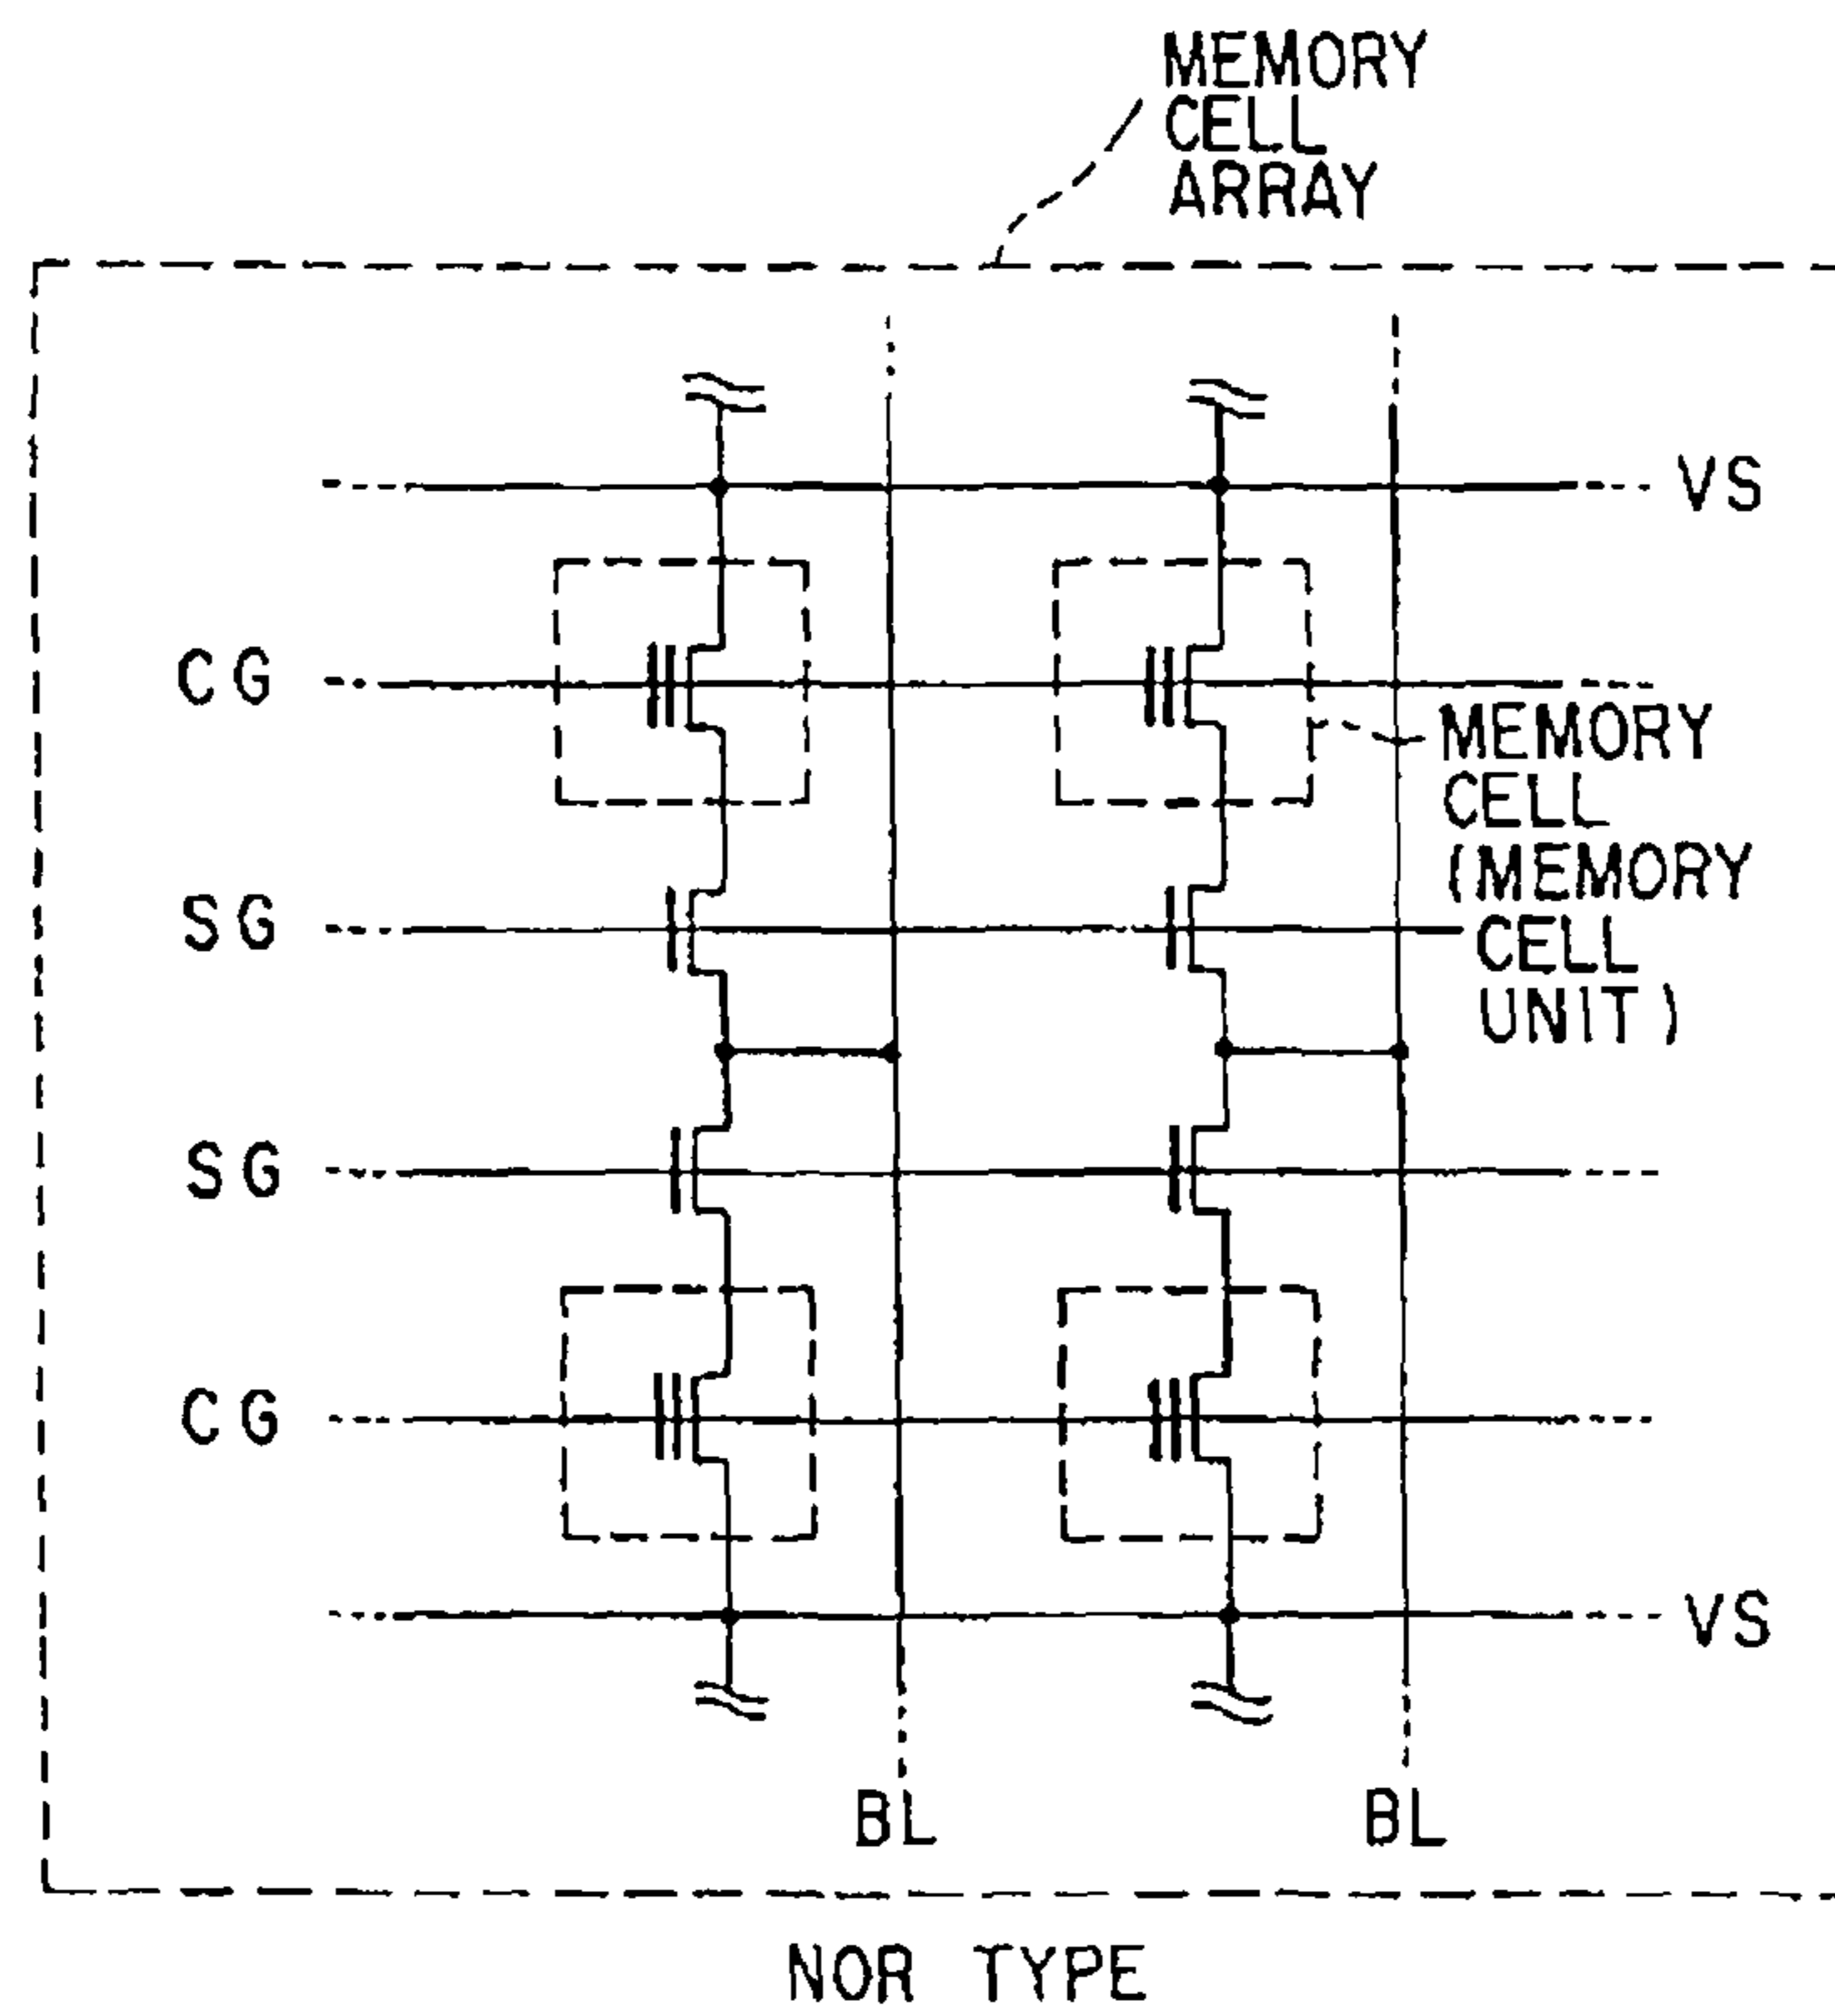 MEMORY
CELL
ARRAY
VS
CG
MEMORY
CELL
(MEMORY
CELL
UNIT)
SG
SG
CG
VS
BL BL
NOR TYPE